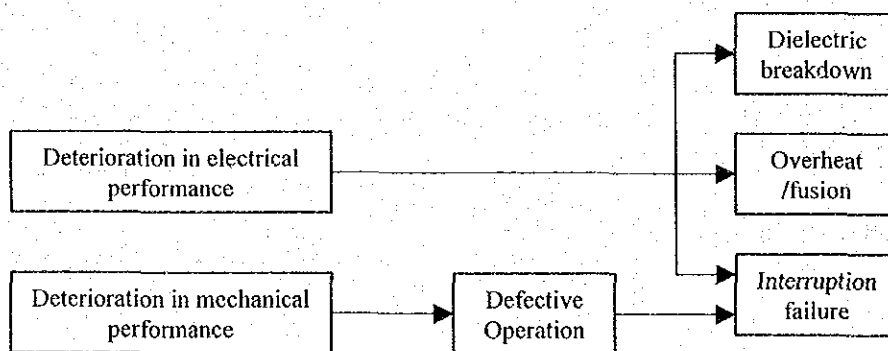 Dielectric
breakdown
Deterioration in electrical
performance
Overheat
/fusion
Deterioration in mechanical
performance
Defective
Operation
Interruption
failure